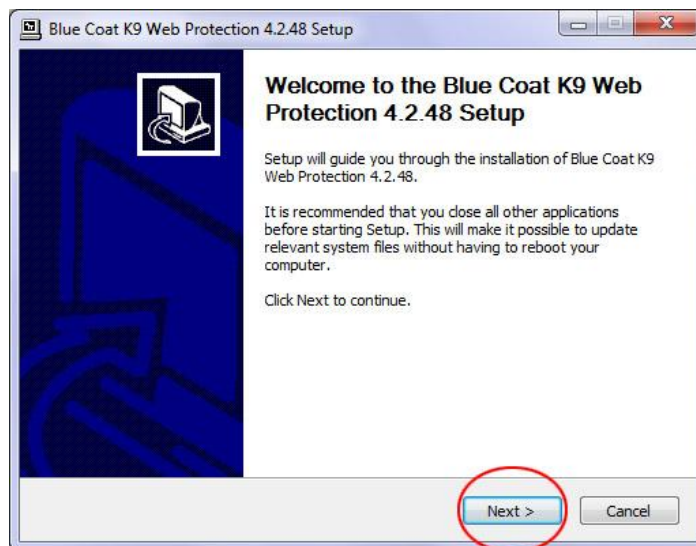 Blue Coat K9 Web Protection 4.2.48 Setup
Welcome to the Blue Coat K9 Web
Protection 4.2.48 Setup
Setup will guide you through the installation of Blue Coat K9
Web Protection 4.2.48.
It is recommended that you close all other applications
before starting Setup. This will make it possible to update
relevant system files without having to reboot your
computer.
Click Next to continue.
Next > Cancel